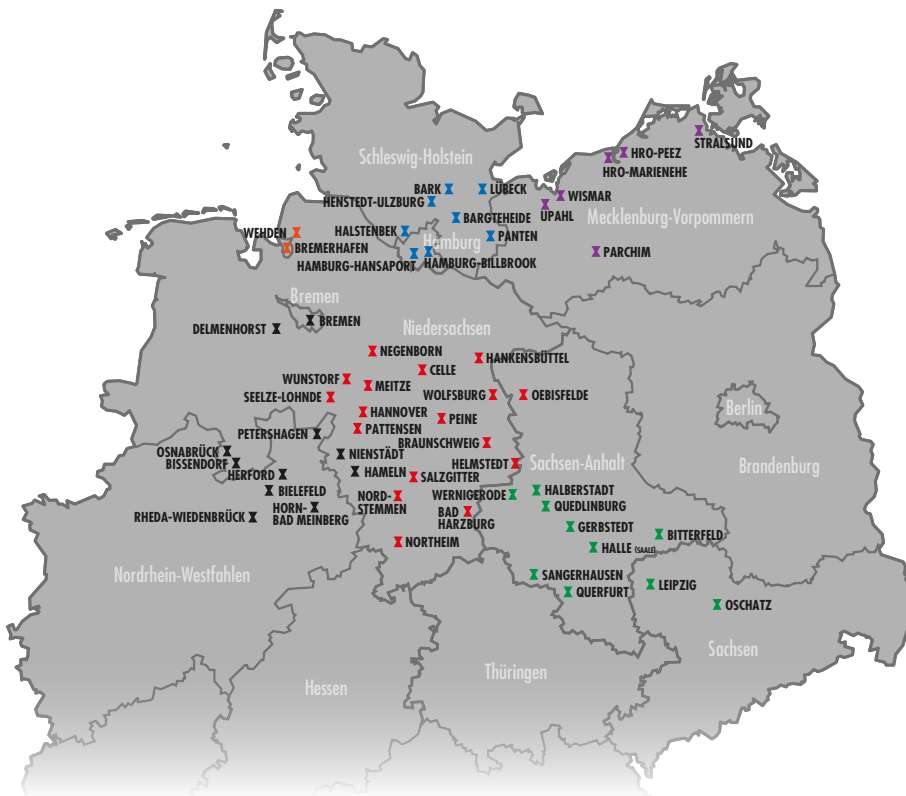 STRALSUND
HRO-PEEZ
HRO-MARIENEHE
Schleswig-Holstein
BARK
LÜBECK
WISMAR
HENSTEDT-ULZBURG
UPAHL
Mecklenburg-Vorpommern
BARGTEHEIDE
WEHDEN
HALSTENBEK
PANTEN
Hamburg
BREMERHAFEN
PARCHIM
HAMBURG-HANSAPORT
HAMBURG-BILLBROOK
Bremen
BREMEN
DELMENHORST
Niedersachsen
NEGENBORN
HANKENSBÜTTEL
CELLE
WUNSTORF
MEITZE
SEELZE-LOHNDE
WOLFSBURG
OEBISFELDE
HANNOVER
Berlin
PEINE
PATTENSEN
PETERSHAGEN
BRAUNSCHWEIG
OSNABRÜCK
NIENSTÄDT
BISSENDORF
HELMSTEDT
Sachsen-Anhalt
Brandenburg
HERFORD
HAMELN
SALZGITTER
BIELEFELD
NORD-
STEMMEN
WERNIGERODE
HALBERSTADT
HORN-
BAD MEINBERG
QUEDLINBURG
RHEDA-WIEDENBRÜCK
BAD
HARZBURG
GERBSTEDT
BITTERFELD
NORTHEIM
HALLE (SAALE)
Nordrhein-Westfahlen
SANGERHAUSEN
LEIPZIG
QUERFURT
OSCHATZ
Sachsen
Thüringen
Hessen